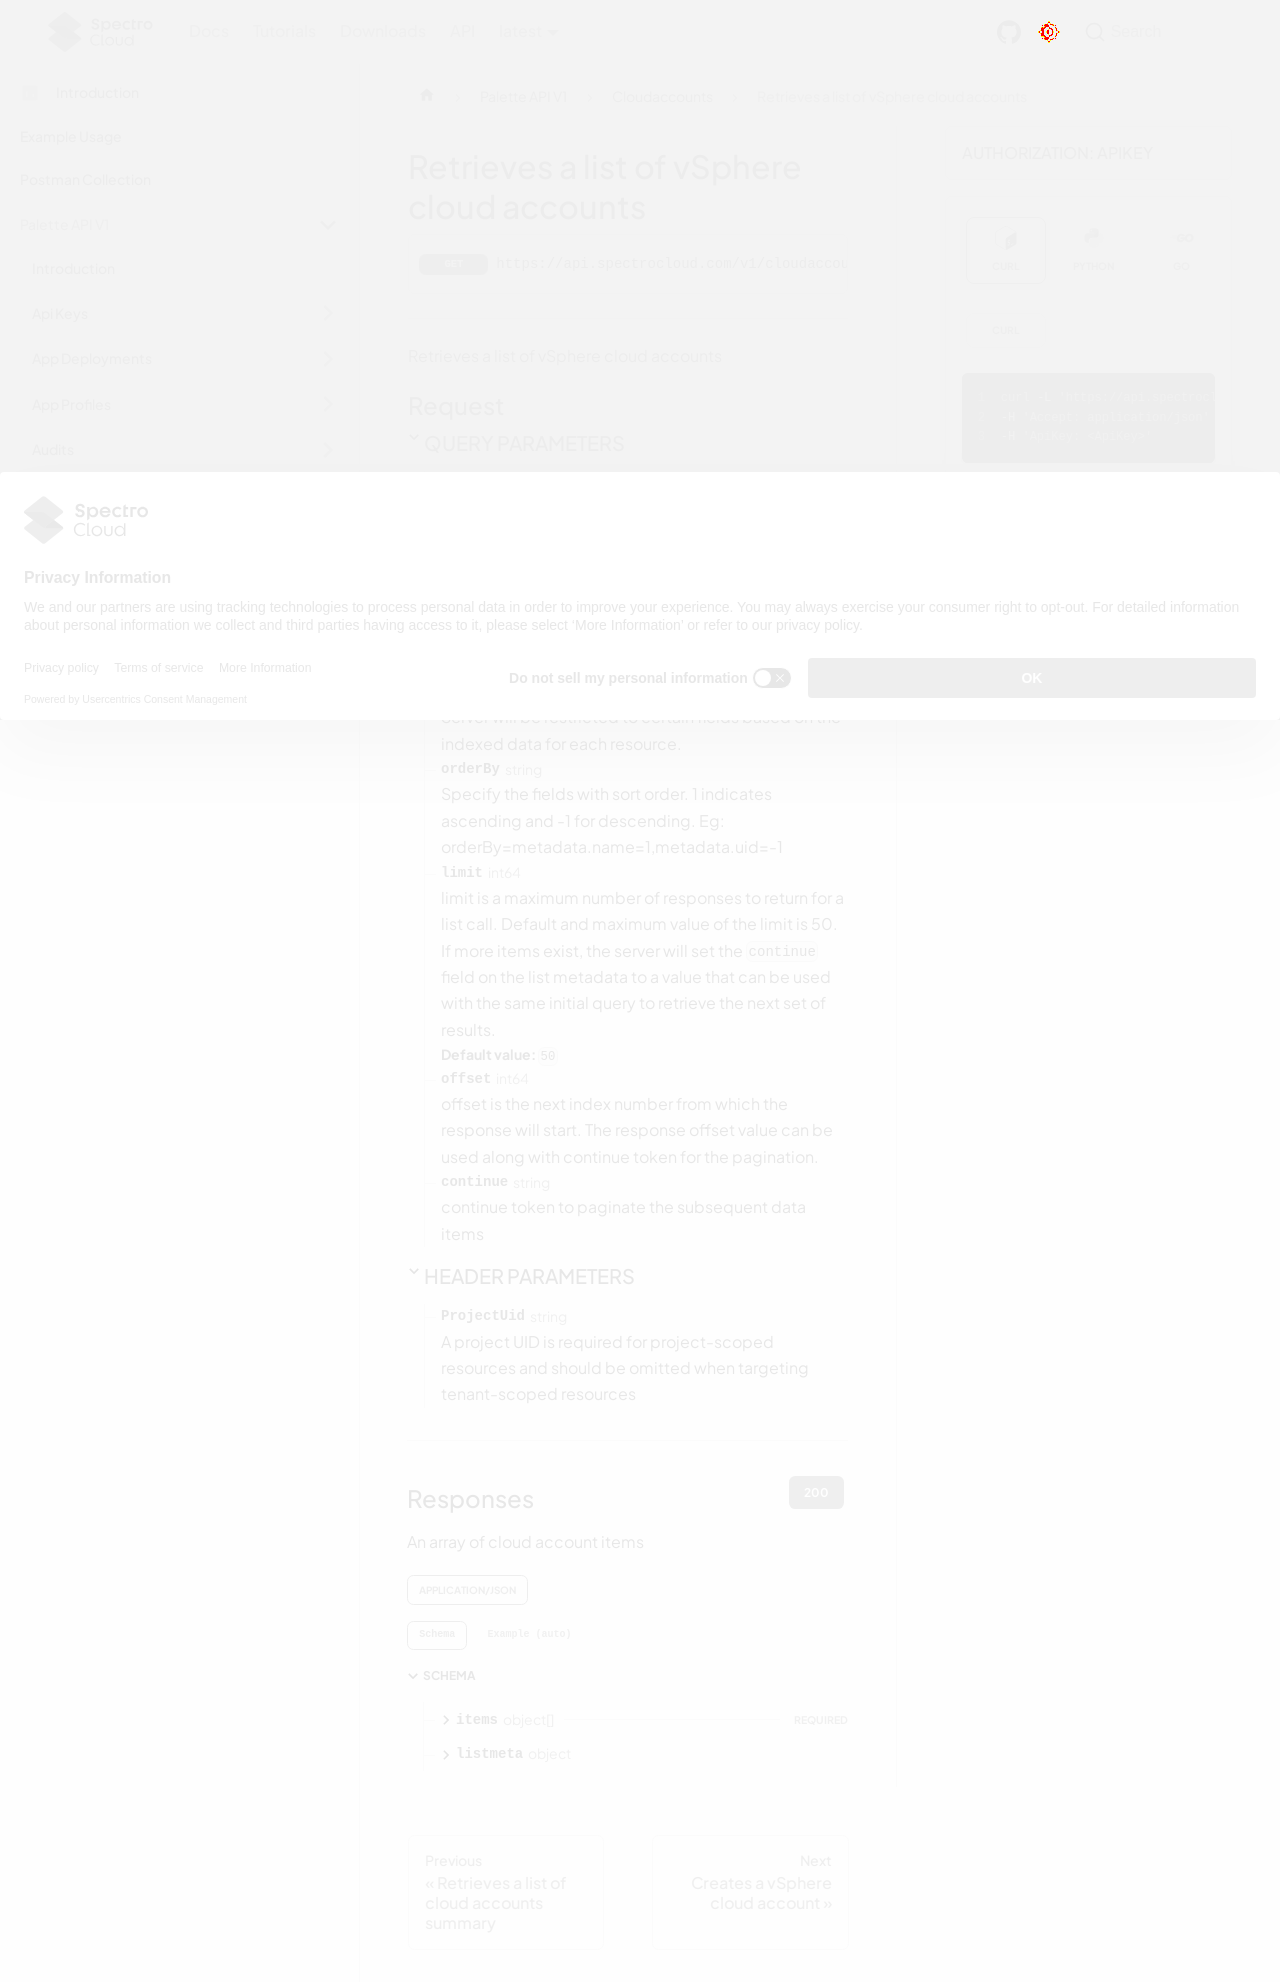 Spectro
Cloud
Docs
Tutorials
Downloads
API
latest
Search
Introduction
Example Usage
Postman Collection
Palette API V1
Introduction
Api Keys
App Deployments
App Profiles
Audits
Palette API V1
Cloudaccounts
Retrieves a list of vSphere cloud accounts
Retrieves a list of vSphere
cloud accounts
GET
https://api.spectrocloud.com/v1/cloudaccou
Retrieves a list of vSphere cloud accounts
Request
QUERY PARAMETERS
AUTHORIZATION: APIKEY
CURL
PYTHON
GO
CURL
Spectro
Cloud
Privacy Information
We and our partners are using tracking technologies to process personal data in order to improve your experience. You may always exercise your consumer right to opt-out. For detailed information
about personal information we collect and third parties having access to it, please select 'More Information' or refer to our privacy policy.
Privacy policy
Terms of service
More Information
Powered by Usercentrics Consent Management
Do not sell my personal information
OK
server will be restricted to certain fields based on the
indexed data for each resource.
orderBy string
Specify the fields with sort order. 1 indicates
ascending and -1 for descending. Eg:
orderBy=metadata.name=1,metadata.uid=-1
limit int64
limit is a maximum number of responses to return for a
list call. Default and maximum value of the limit is 50.
If more items exist, the server will set the continue
field on the list metadata to a value that can be used
with the same initial query to retrieve the next set of
results.
Default value: 50
offset int64
offset is the next index number from which the
response will start. The response offset value can be
used along with continue token for the pagination.
continue string
continue token to paginate the subsequent data
items
HEADER PARAMETERS
ProjectUid string
A project UID is required for project-scoped
resources and should be omitted when targeting
tenant-scoped resources
Responses
200
An array of cloud account items
APPLICATION/JSON
Schema
Example (auto)
SCHEMA
items object[]
REQUIRED
listmeta object
Previous
« Retrieves a list of
cloud accounts
summary
Next
Creates a vSphere
cloud account »